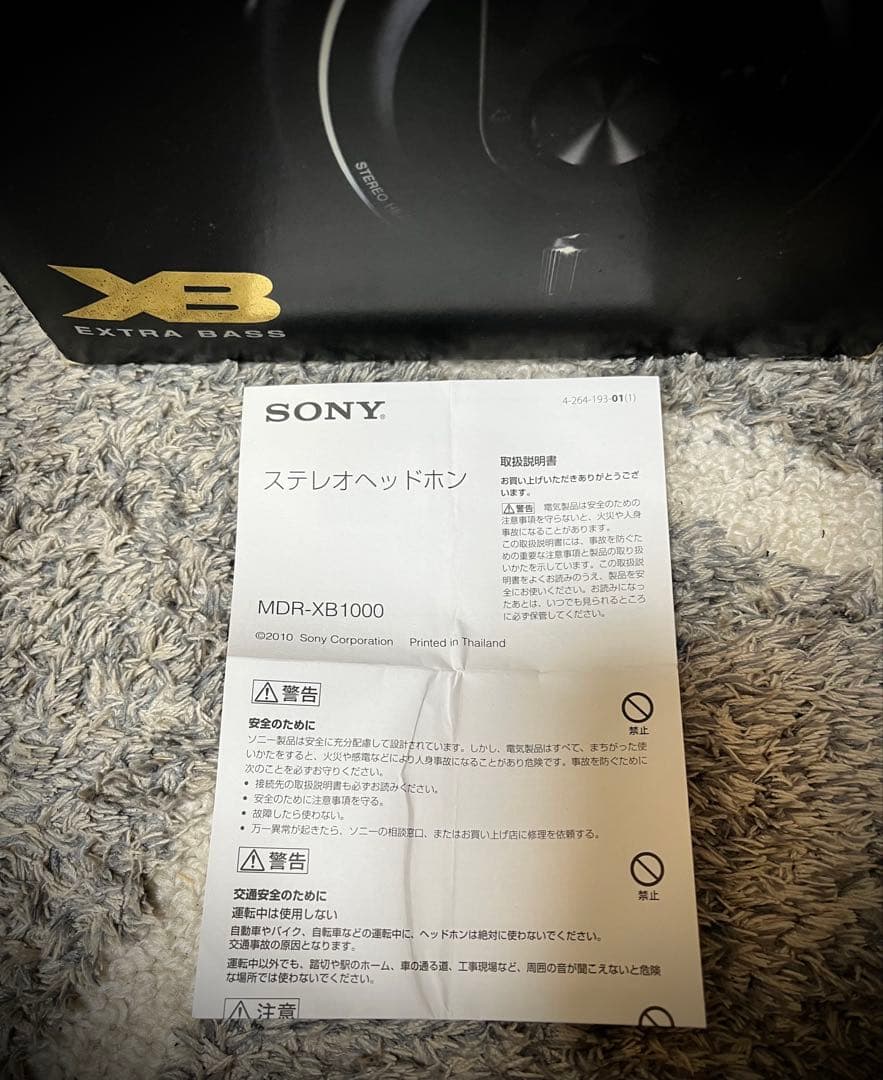 STEREO
XB
EXTRA BASS
SONY®
4-264-193-01(1)
ステレオヘッドホン
取扱説明書
お買い上げいただきありがとうござ
います。
警告 電気製品は安全のための
注意事項を守らないと、火災や人身
事故になることがあります。
この取扱説明書には、事故を防ぐた
めの重要な注意事項と製品の取り扱
いかたを示しています。この取扱説
明書をよくお読みのうえ、製品を安
全にお使いください。お読みになっ
たあとは、いつでも見られるところ
に必ず保管してください。
MDR-XB1000
©2010 Sony Corporation Printed in Thailand
警告
禁止
安全のために
ソニー製品は安全に充分配慮して設計されています。しかし、電気製品はすべて、まちがった使
いかたをすると、火災や感電などにより人身事故になることがあり危険です。事故を防ぐために
次のことを必ずお守りください。
• 接続先の取扱説明書も必ずお読みください。
• 安全のために注意事項を守る。
• 故障したら使わない。
• 万一異常が起きたら、ソニーの相談窓口、またはお買い上げ店に修理を依頼する。
警告
禁止
交通安全のために
運転中は使用しない
自動車やバイク、自転車などの運転中に、ヘッドホンは絶対に使わないでください。
交通事故の原因となります。
運転中以外でも、踏切や駅のホーム、車の通る道、工事現場など、周囲の音が聞こえないと危険
な場所では使わないでください。
注意